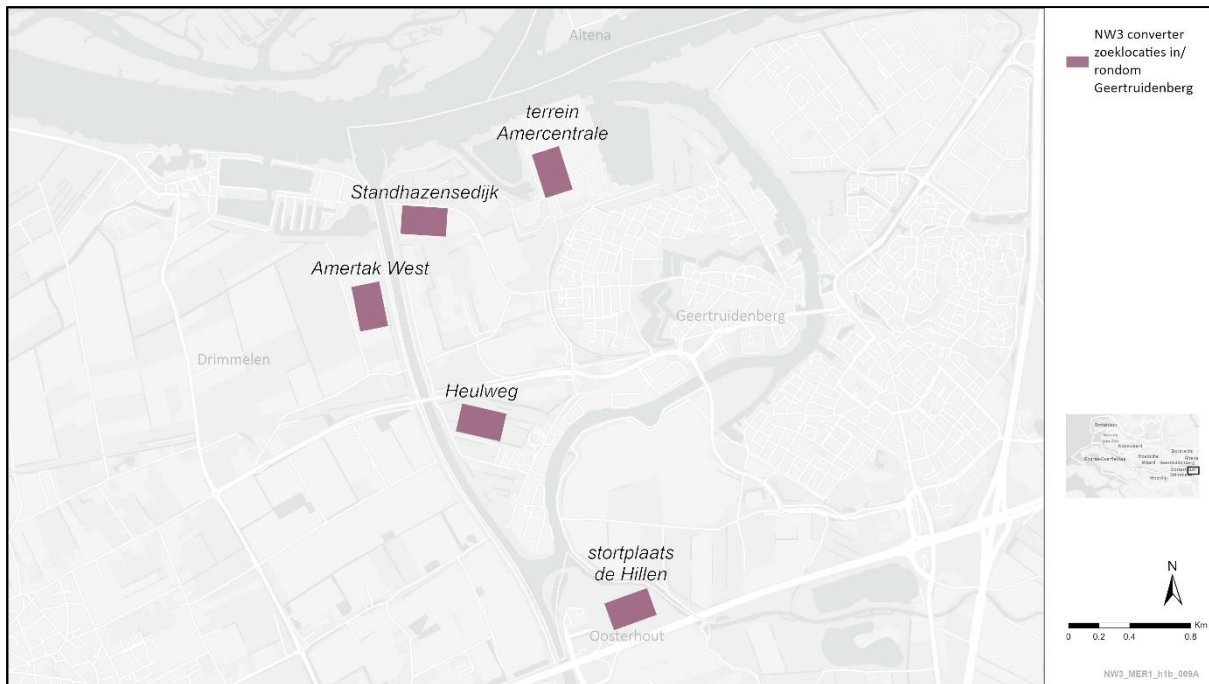 Altena
terrein
Amercentrale
Standhazensedijk
Amertak West
Geertruidenberg
Drimmelen
Heulweg
stortplaats
de Hillen
Oosterhout
NW3 converter
zoeklocaties in/
rondom
Geertruidenberg
N
Km
0 0.2 0.4 0.8
NW3_MER1_h1b_009A